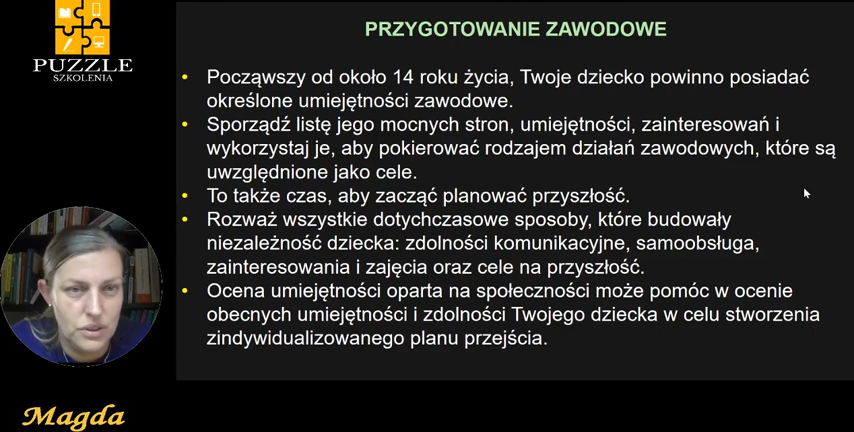 PUZZLE
SZKOLENIA
PRZYGOTOWANIE ZAWODOWE
• Począwszy od około 14 roku życia, Twoje dziecko powinno posiadać
określone umiejętności zawodowe.
• Sporządź listę jego mocnych stron, umiejętności, zainteresowań i
wykorzystaj je, aby pokierować rodzajem działań zawodowych, które są
uwzględnione jako cele.
• To także czas, aby zacząć planować przyszłość.
• Rozważ wszystkie dotychczasowe sposoby, które budowały
niezależność dziecka: zdolności komunikacyjne, samoobsługa,
zainteresowania i zajęcia oraz cele na przyszłość.
• Ocena umiejętności oparta na społeczności może pomóc w ocenie
obecnych umiejętności i zdolności Twojego dziecka w celu stworzenia
zindywidualizowanego planu przejścia.
Magda